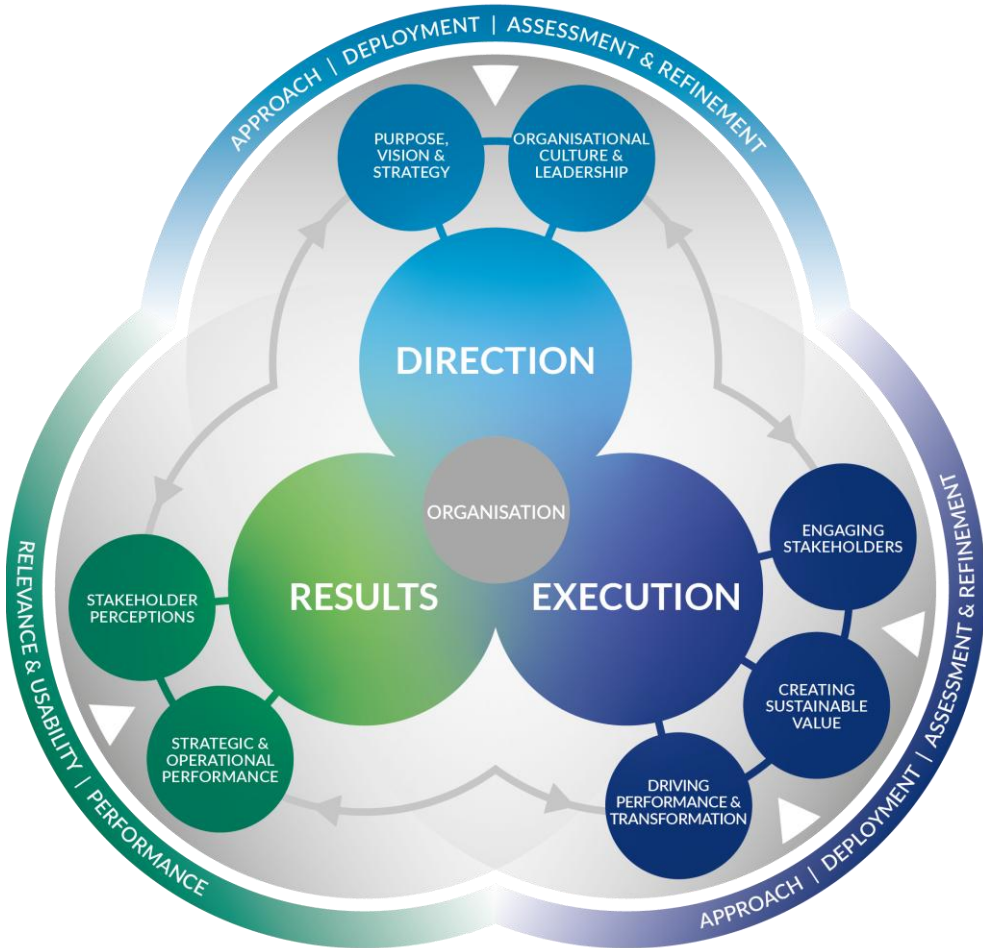 APPROACH | DEPLOYMENT | ASSESSMENT & REFINEMENT
PURPOSE,
VISION &
STRATEGY
ORGANISATIONAL
CULTURE &
LEADERSHIP
DIRECTION
ORGANISATION
RESULTS
EXECUTION
STAKEHOLDER
PERCEPTIONS
STRATEGIC &
OPERATIONAL
PERFORMANCE
ENGAGING
STAKEHOLDERS
CREATING
SUSTAINABLE
VALUE
DRIVING
PERFORMANCE &
TRANSFORMATION
RELEVANCE & USABILITY | PERFORMANCE
APPROACH | DEPLOYMENT | ASSESSMENT & REFINEMENT